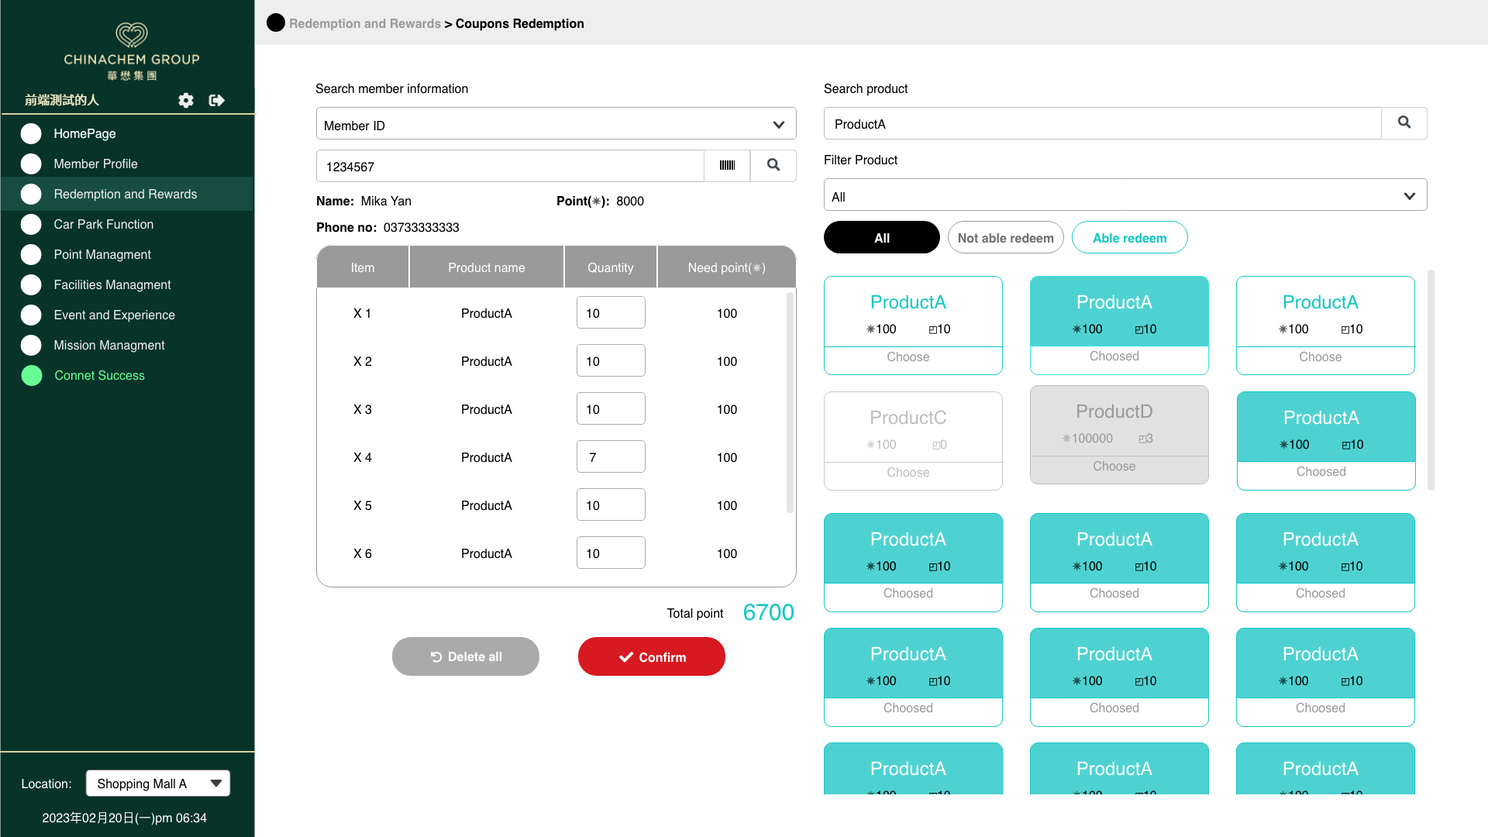 CHINACHEM GROUP
華懋集團
前端測試的人
HomePage
Member Profile
Redemption and Rewards
Car Park Function
Point Managment
Facilities Managment
Event and Experience
Mission Managment
Connet Success
Location: Shopping Mall A
2023年02月20日(一)pm 06:34
Redemption and Rewards > Coupons Redemption
Search member information
Member ID
1234567
Name: Mika Yan Point(✳): 8000
Phone no: 03733333333
Item Product name Quantity Need point(✳)
X 1 ProductA 10 100
X 2 ProductA 10 100
X 3 ProductA 10 100
X 4 ProductA 7 100
X 5 ProductA 10 100
X 6 ProductA 10 100
Total point 6700
Delete all Confirm
Search product
ProductA
Filter Product
All
All Not able redeem Able redeem
ProductA ProductA ProductA
✳100 ◰10 ✳100 ◰10 ✳100 ◰10
Choose Choosed Choose
ProductC ProductD ProductA
✳100 ◰0 ✳100000 ◰3 ✳100 ◰10
Choose Choose Choosed
ProductA ProductA ProductA
✳100 ◰10 ✳100 ◰10 ✳100 ◰10
Choosed Choosed Choosed
ProductA ProductA ProductA
✳100 ◰10 ✳100 ◰10 ✳100 ◰10
Choosed Choosed Choosed
ProductA ProductA ProductA
✳100 ◰10 ✳100 ◰10 ✳100 ◰10